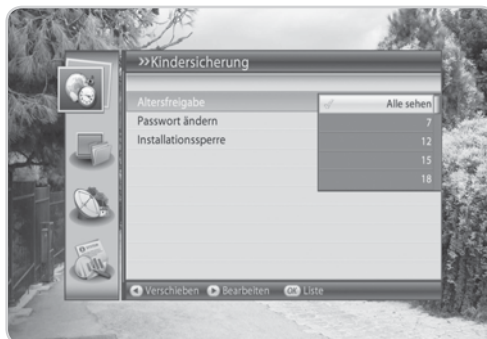 »Kindersicherung
Altersfreigabe
Alle sehen
Passwort ändern
7
Installationssperre
12
15
18
Verschieben Bearbeiten OK Liste